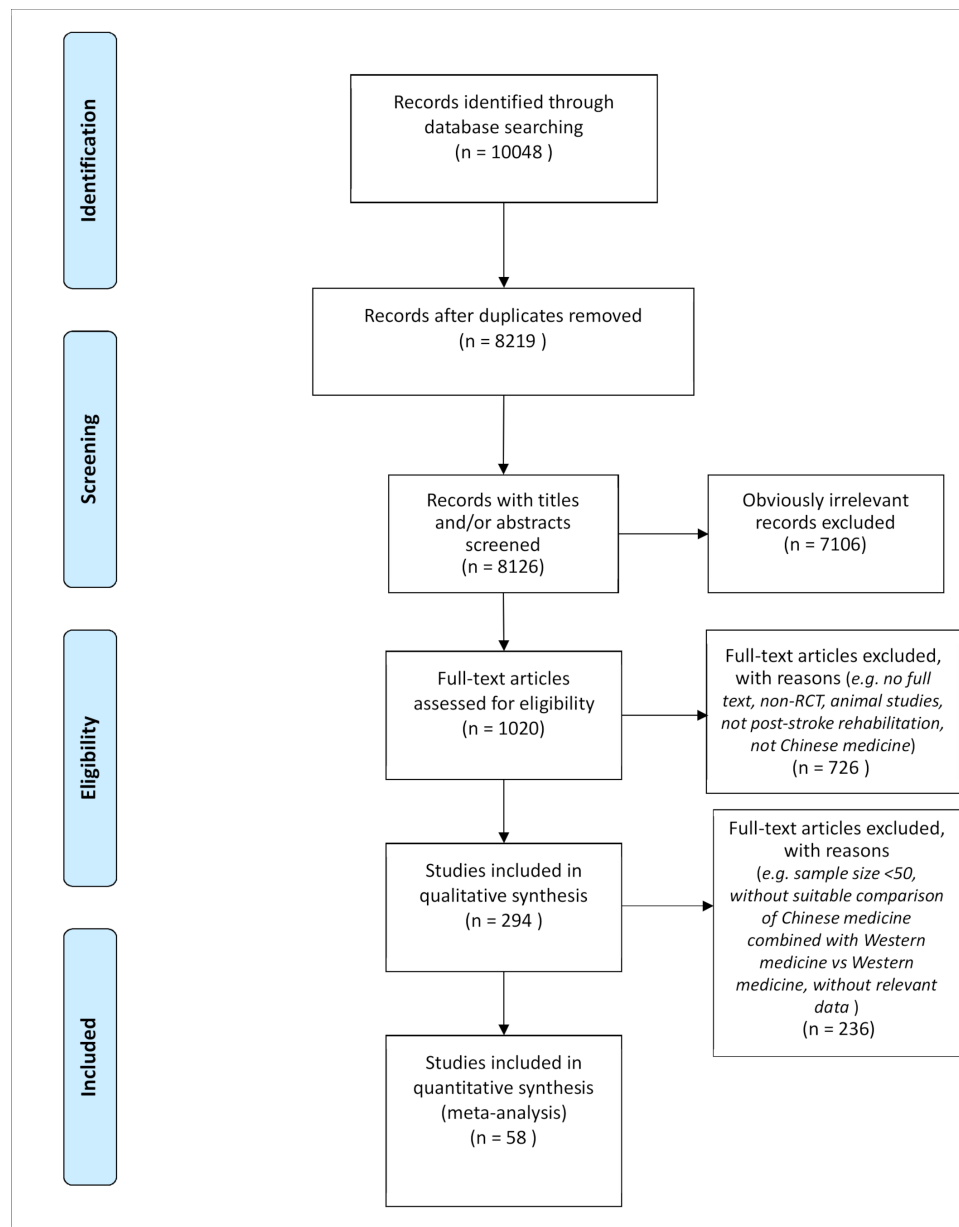 Identification
Records identified through
database searching
(n = 10048 )
Records after duplicates removed
(n = 8219 )
Screening
Records with titles
and/or abstracts
screened
(n = 8126)
Obviously irrelevant
records excluded
(n = 7106)
Eligibility
Full-text articles
assessed for eligibility
(n = 1020)
Full-text articles excluded,
with reasons (e.g. no full
text, non-RCT, animal studies,
not post-stroke rehabilitation,
not Chinese medicine)
(n = 726 )
Studies included in
qualitative synthesis
(n = 294 )
Full-text articles excluded,
with reasons
(e.g. sample size <50,
without suitable comparison
of Chinese medicine
combined with Western
medicine vs Western
medicine, without relevant
data )
(n = 236)
Included
Studies included in
quantitative synthesis
(meta-analysis)
(n = 58 )